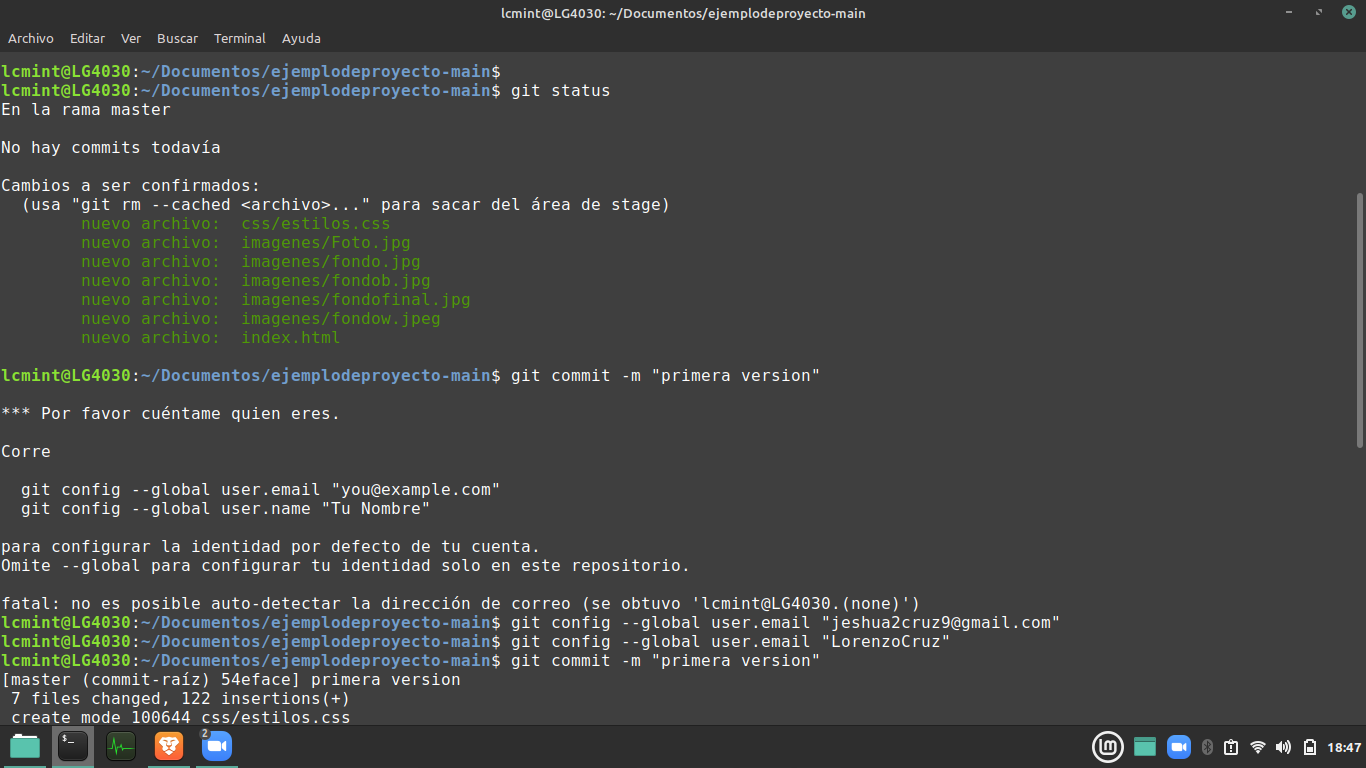 lcmint@LG4030: ~/Documentos/ejemplodeproyecto-main
Archivo Editar Ver Buscar Terminal Ayuda
lcmint@LG4030:~/Documentos/ejemplodeproyecto-main$
lcmint@LG4030:~/Documentos/ejemplodeproyecto-main$ git status
En la rama master
No hay commits todavía
Cambios a ser confirmados:
  (usa "git rm --cached <archivo>..." para sacar del área de stage)
        nuevo archivo:  css/estilos.css
        nuevo archivo:  imagenes/Foto.jpg
        nuevo archivo:  imagenes/fondo.jpg
        nuevo archivo:  imagenes/fondob.jpg
        nuevo archivo:  imagenes/fondofinal.jpg
        nuevo archivo:  imagenes/fondow.jpeg
        nuevo archivo:  index.html
lcmint@LG4030:~/Documentos/ejemplodeproyecto-main$ git commit -m "primera version"
*** Por favor cuéntame quien eres.
Corre
  git config --global user.email "you@example.com"
  git config --global user.name "Tu Nombre"
para configurar la identidad por defecto de tu cuenta.
Omite --global para configurar tu identidad solo en este repositorio.
fatal: no es posible auto-detectar la dirección de correo (se obtuvo 'lcmint@LG4030.(none)')
lcmint@LG4030:~/Documentos/ejemplodeproyecto-main$ git config --global user.email "jeshua2cruz9@gmail.com"
lcmint@LG4030:~/Documentos/ejemplodeproyecto-main$ git config --global user.email "LorenzoCruz"
lcmint@LG4030:~/Documentos/ejemplodeproyecto-main$ git commit -m "primera version"
[master (commit-raíz) 54eface] primera version
 7 files changed, 122 insertions(+)
 create mode 100644 css/estilos.css
$_
2
18:47